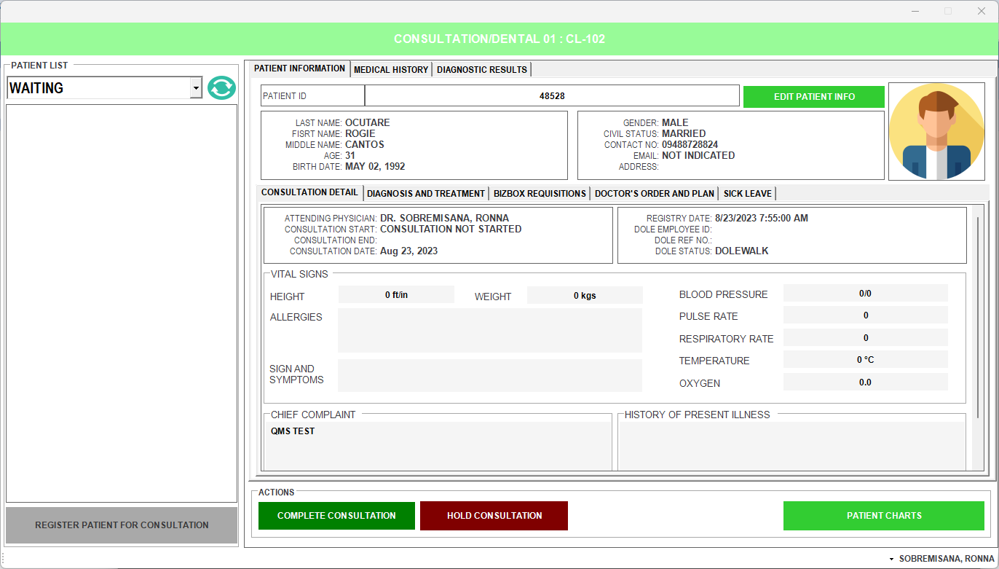 CONSULTATION/DENTAL 01 : CL-102
PATIENT LIST
WAITING
REGISTER PATIENT FOR CONSULTATION
PATIENT INFORMATION
MEDICAL HISTORY
DIAGNOSTIC RESULTS
PATIENT ID
48528
EDIT PATIENT INFO
LAST NAME: OCUTARE
FISRT NAME: ROGIE
MIDDLE NAME: CANTOS
AGE: 31
BIRTH DATE: MAY 02, 1992
GENDER: MALE
CIVIL STATUS: MARRIED
CONTACT NO: 09488728824
EMAIL: NOT INDICATED
ADDRESS:
CONSULTATION DETAIL
DIAGNOSIS AND TREATMENT
BIZBOX REQUISITIONS
DOCTOR'S ORDER AND PLAN
SICK LEAVE
ATTENDING PHYSICIAN: DR. SOBREMISANA, RONNA
CONSULTATION START: CONSULTATION NOT STARTED
CONSULTATION END:
CONSULTATION DATE: Aug 23, 2023
REGISTRY DATE: 8/23/2023 7:55:00 AM
DOLE EMPLOYEE ID:
DOLE REF NO.:
DOLE STATUS: DOLEWALK
VITAL SIGNS
HEIGHT
0 ft/in
WEIGHT
0 kgs
ALLERGIES
SIGN AND
SYMPTOMS
BLOOD PRESSURE
0/0
PULSE RATE
0
RESPIRATORY RATE
0
TEMPERATURE
0 °C
OXYGEN
0.0
CHIEF COMPLAINT
QMS TEST
HISTORY OF PRESENT ILLNESS
ACTIONS
COMPLETE CONSULTATION
HOLD CONSULTATION
PATIENT CHARTS
SOBREMISANA, RONNA